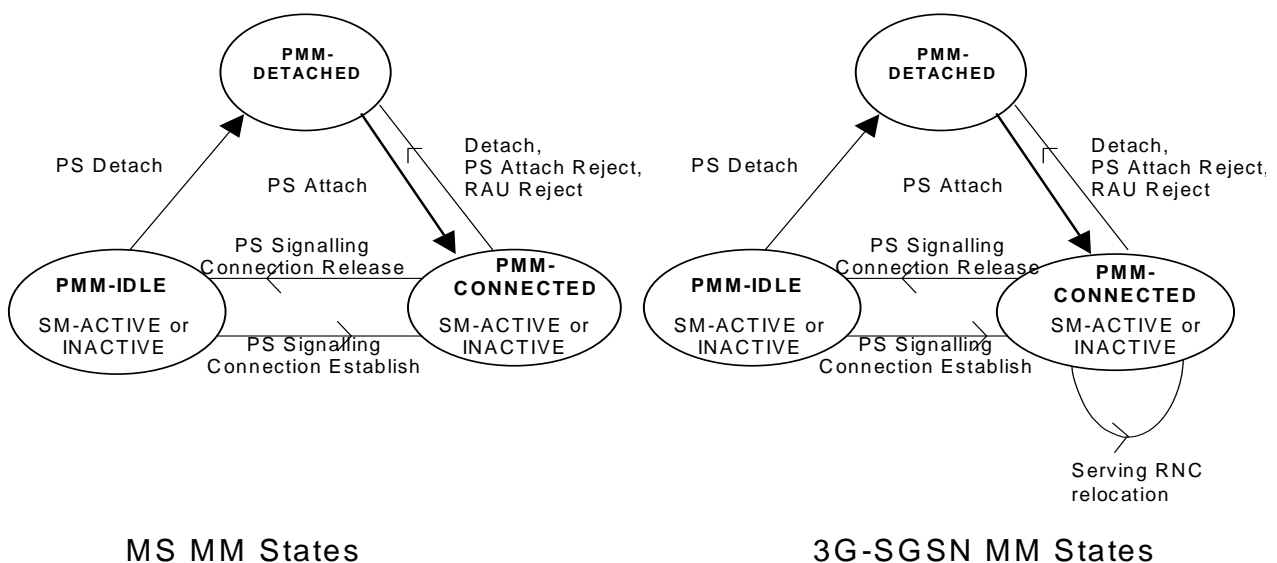 PMM-
DETACHED
PS Detach
PS Attach
Detach,
PS Attach Reject,
RAU Reject
PS Signalling
Connection Release
PMM-IDLE
SM-ACTIVE or
INACTIVE
PMM-
CONNECTED
SM-ACTIVE or
INACTIVE
PS Signalling
Connection Establish
MS MM States
PMM-
DETACHED
PS Detach
PS Attach
Detach,
PS Attach Reject,
RAU Reject
PS Signalling
Connection Release
PMM-IDLE
SM-ACTIVE or
INACTIVE
PMM-
CONNECTED
SM-ACTIVE or
INACTIVE
PS Signalling
Connection Establish
Serving RNC
relocation
3G-SGSN MM States